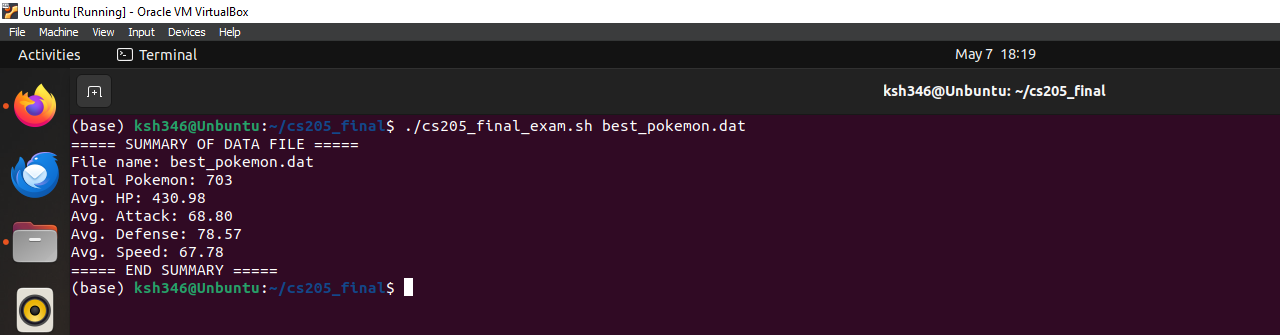 Unbuntu [Running] - Oracle VM VirtualBox
File Machine View Input Devices Help
Activities Terminal May 7 18:19
ksh346@Unbuntu: ~/cs205_final
(base) ksh346@Unbuntu:~/cs205_final$ ./cs205_final_exam.sh best_pokemon.dat
===== SUMMARY OF DATA FILE =====
File name: best_pokemon.dat
Total Pokemon: 703
Avg. HP: 430.98
Avg. Attack: 68.80
Avg. Defense: 78.57
Avg. Speed: 67.78
===== END SUMMARY =====
(base) ksh346@Unbuntu:~/cs205_final$